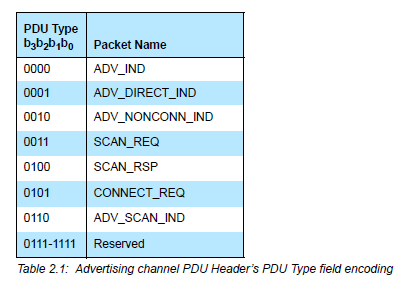 PDU Type
b3b2b1b0 Packet Name
0000 ADV_IND
0001 ADV_DIRECT_IND
0010 ADV_NONCONN_IND
0011 SCAN_REQ
0100 SCAN_RSP
0101 CONNECT_REQ
0110 ADV_SCAN_IND
0111-1111 Reserved
Table 2.1: Advertising channel PDU Header's PDU Type field encoding